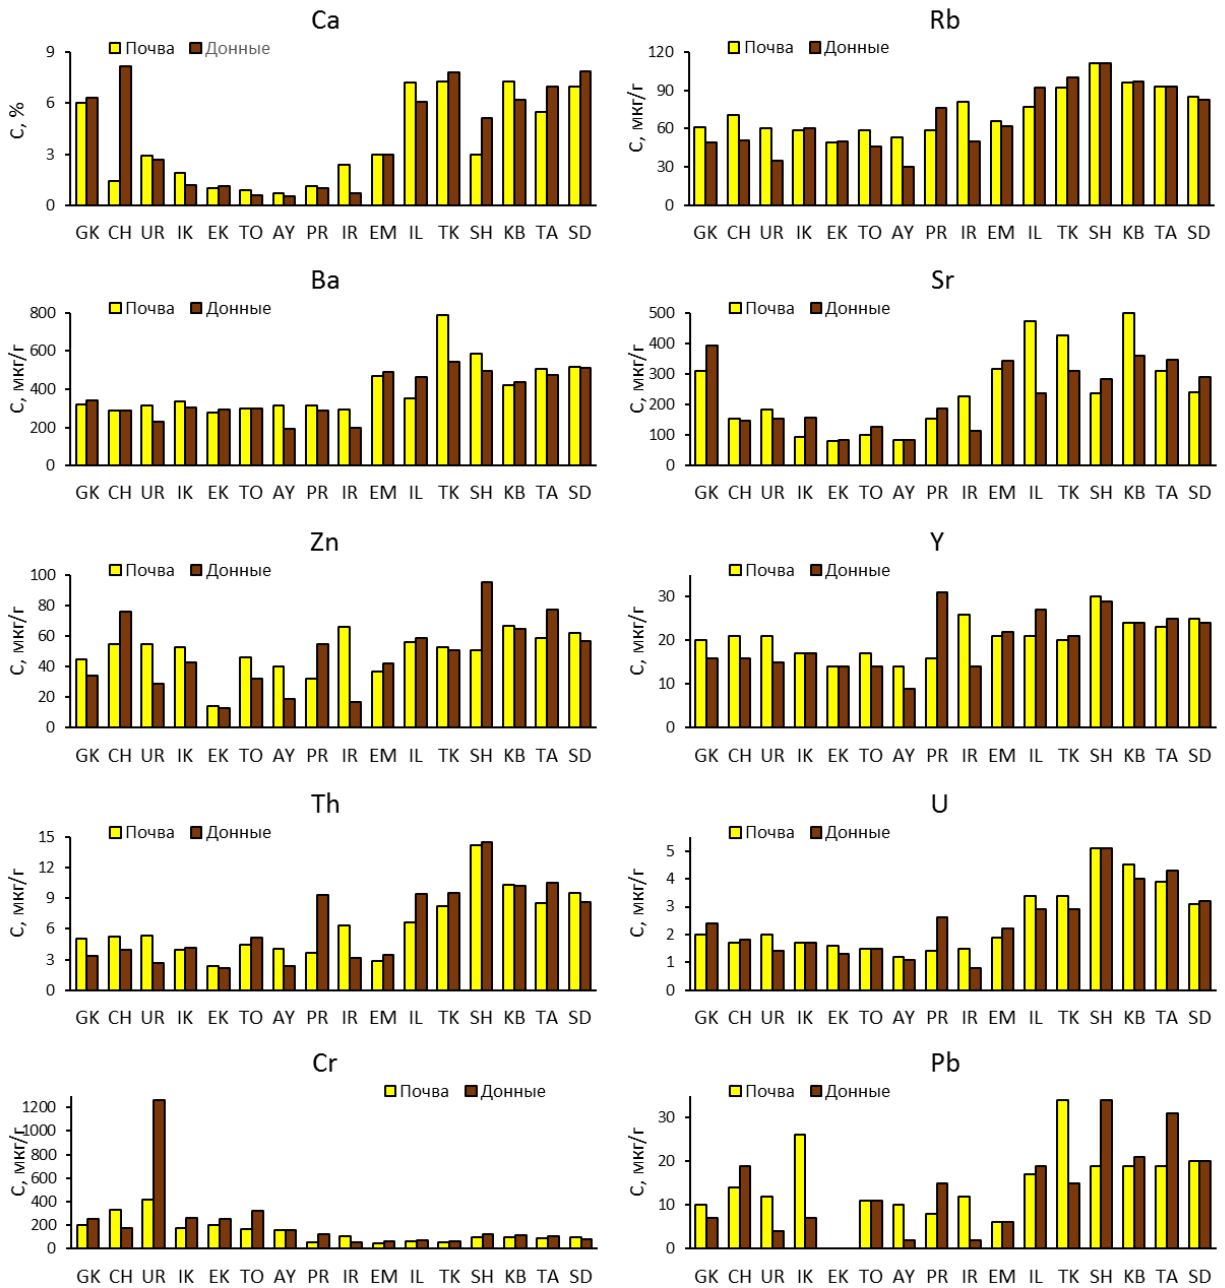 Ca
Почва Донные
C, %
9
6
3
0
GK CH UR IK EK TO AY PR IR EM IL TK SH KB TA SD
Rb
Почва Донные
C, мкг/г
120
90
60
30
0
GK CH UR IK EK TO AY PR IR EM IL TK SH KB TA SD
Ba
Почва Донные
C, мкг/г
800
600
400
200
0
GK CH UR IK EK TO AY PR IR EM IL TK SH KB TA SD
Sr
Почва Донные
C, мкг/г
500
400
300
200
100
0
GK CH UR IK EK TO AY PR IR EM IL TK SH KB TA SD
Zn
Почва Донные
C, мкг/г
100
80
60
40
20
0
GK CH UR IK EK TO AY PR IR EM IL TK SH KB TA SD
Y
Почва Донные
C, мкг/г
30
20
10
0
GK CH UR IK EK TO AY PR IR EM IL TK SH KB TA SD
Th
Почва Донные
C, мкг/г
15
12
9
6
3
0
GK CH UR IK EK TO AY PR IR EM IL TK SH KB TA SD
U
Почва Донные
C, мкг/г
5
4
3
2
1
0
GK CH UR IK EK TO AY PR IR EM IL TK SH KB TA SD
Cr
Почва Донные
C, мкг/г
1200
1000
800
600
400
200
0
GK CH UR IK EK TO AY PR IR EM IL TK SH KB TA SD
Pb
Почва Донные
C, мкг/г
30
20
10
0
GK CH UR IK EK TO AY PR IR EM IL TK SH KB TA SD